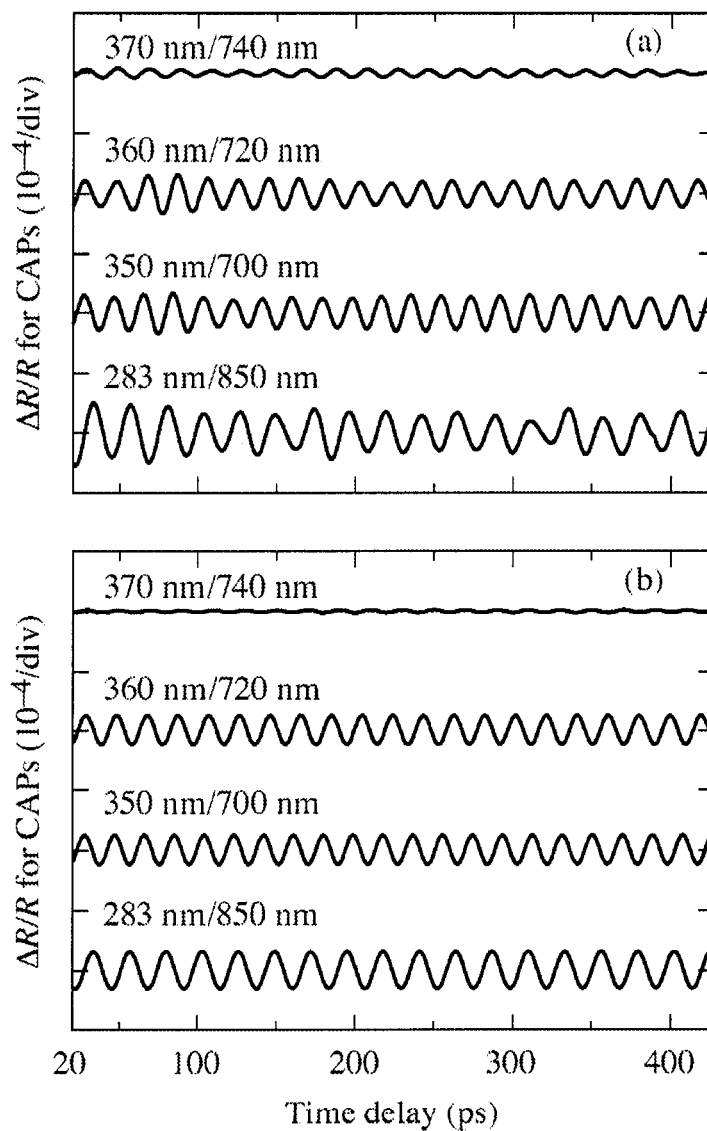 (a)
370 nm/740 nm
360 nm/720 nm
350 nm/700 nm
283 nm/850 nm
ΔR/R for CAPs (10⁻⁴/div)
(b)
370 nm/740 nm
360 nm/720 nm
350 nm/700 nm
283 nm/850 nm
ΔR/R for CAPs (10⁻⁴/div)
20 100 200 300 400
Time delay (ps)